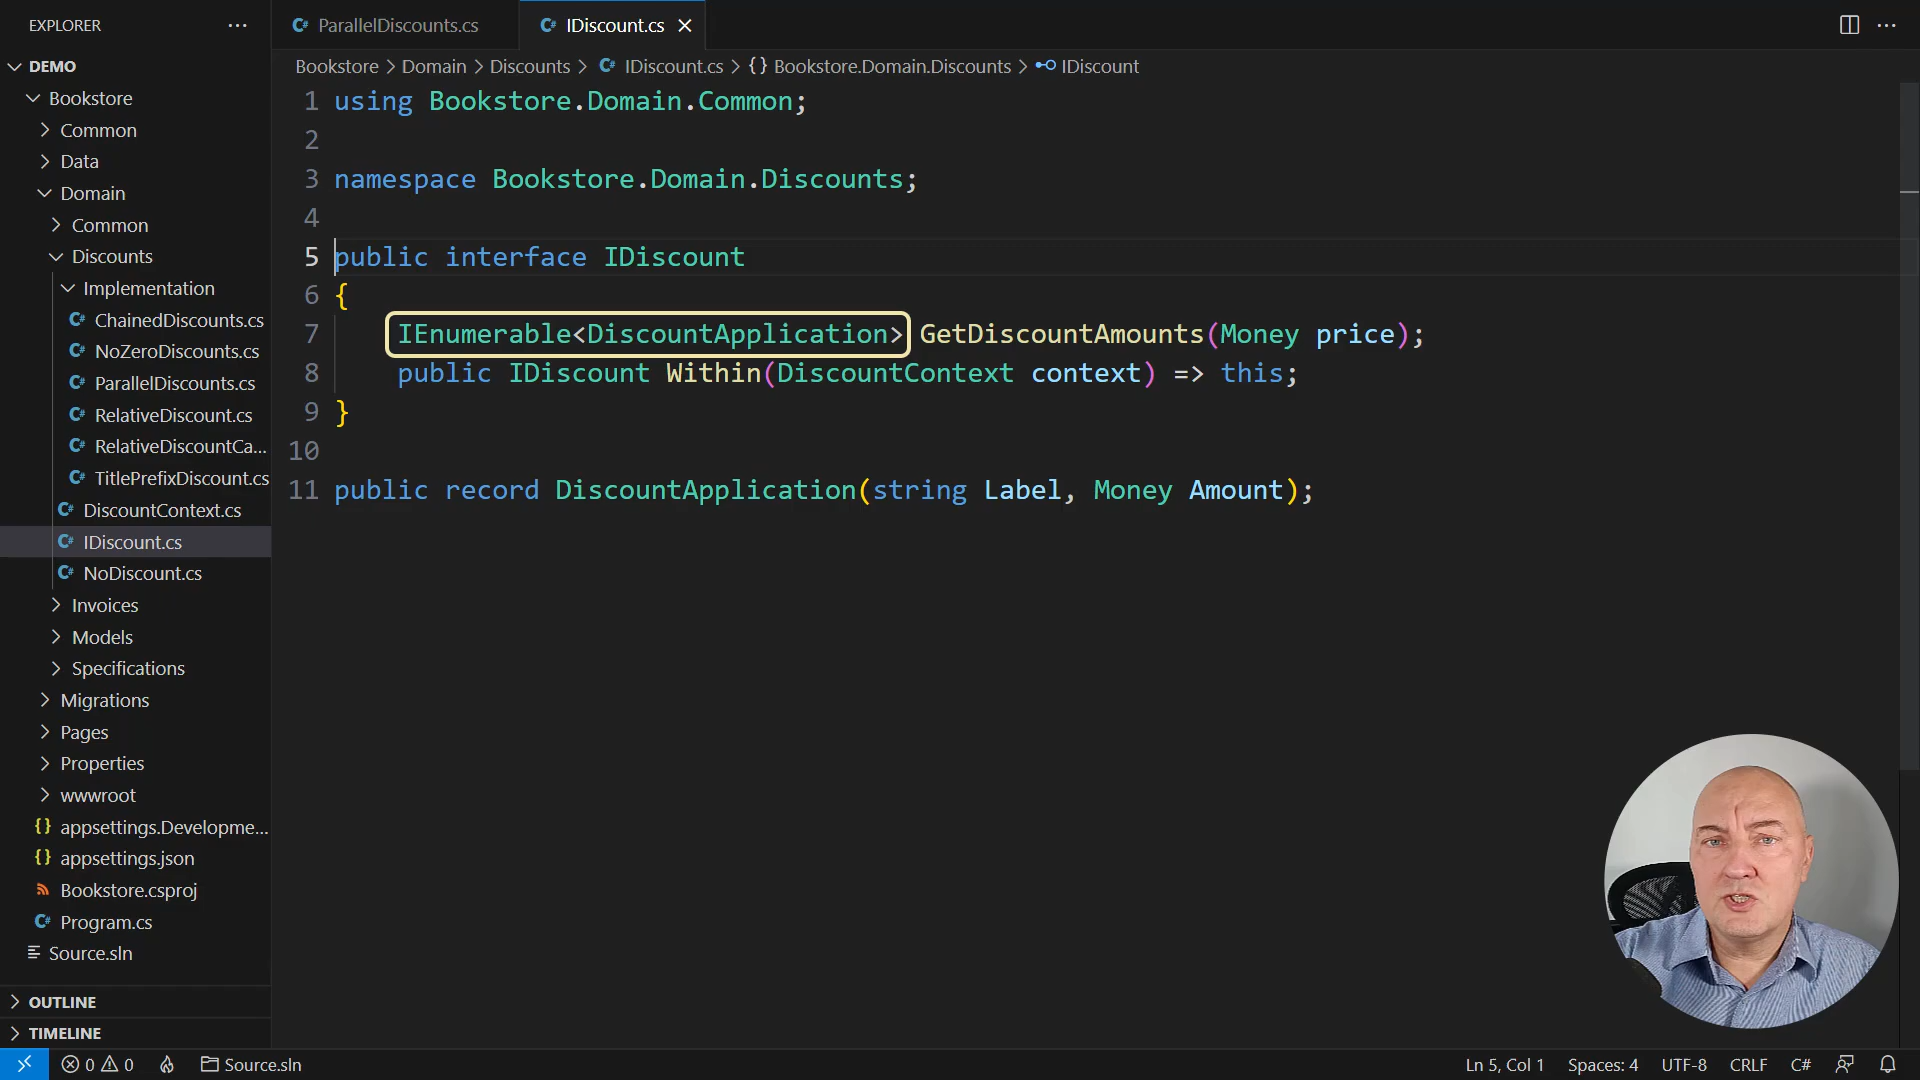 EXPLORER
DEMO
Bookstore
Common
Data
Domain
Common
Discounts
Implementation
ChainedDiscounts.cs
NoZeroDiscounts.cs
ParallelDiscounts.cs
RelativeDiscount.cs
RelativeDiscountCa...
TitlePrefixDiscount.cs
DiscountContext.cs
IDiscount.cs
NoDiscount.cs
Invoices
Models
Specifications
Migrations
Pages
Properties
wwwroot
{} appsettings.Developme...
{} appsettings.json
Bookstore.csproj
C# Program.cs
Source.sln
OUTLINE
TIMELINE
C# ParallelDiscounts.cs
C# IDiscount.cs
Bookstore > Domain > Discounts > C# IDiscount.cs > {} Bookstore.Domain.Discounts > IDiscount
1 using Bookstore.Domain.Common;
2
3 namespace Bookstore.Domain.Discounts;
4
5 public interface IDiscount
6 {
7 IEnumerable<DiscountApplication> GetDiscountAmounts(Money price);
8 public IDiscount Within(DiscountContext context) => this;
9 }
10
11 public record DiscountApplication(string Label, Money Amount);
0 0 Source.sln Ln 5, Col 1 Spaces: 4 UTF-8 CRLF C#